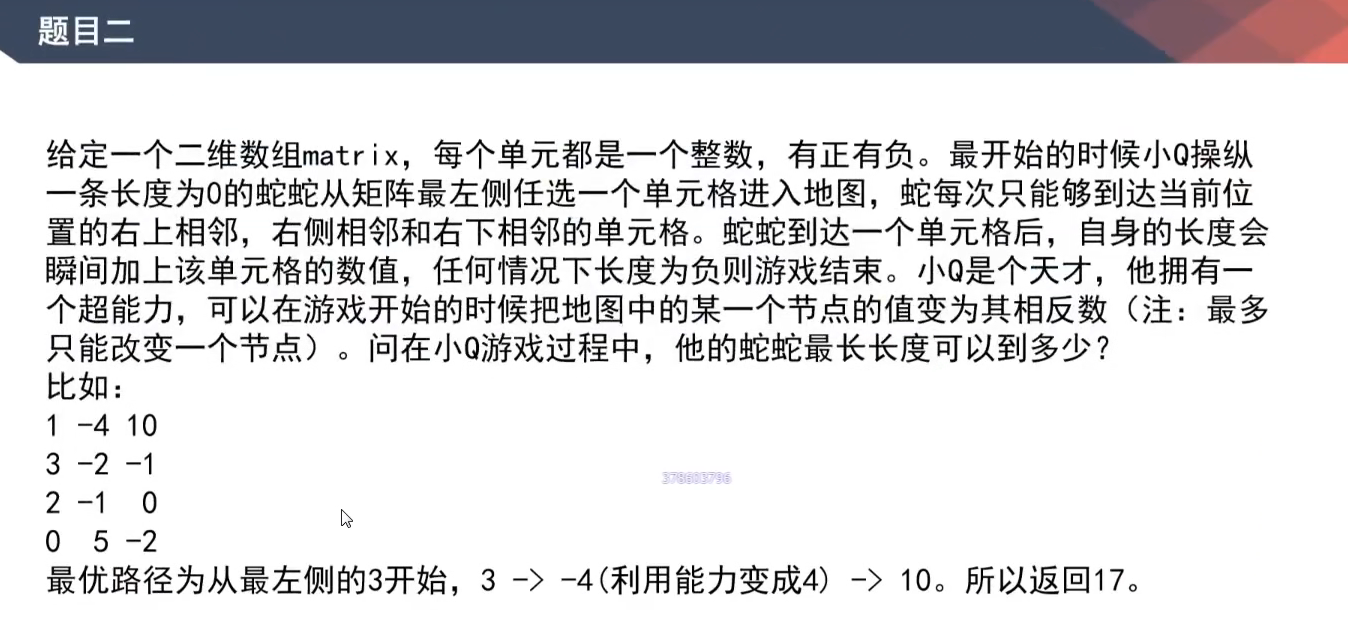 题目二
给定一个二维数组matrix，每个单元都是一个整数，有正有负。最开始的时候小Q操纵
一条长度为0的蛇蛇从矩阵最左侧任选一个单元格进入地图，蛇每次只能够到达当前位
置的右上相邻，右侧相邻和右下相邻的单元格。蛇蛇到达一个单元格后，自身的长度会
瞬间加上该单元格的数值，任何情况下长度为负则游戏结束。小Q是个天才，他拥有一
个超能力，可以在游戏开始的时候把地图中的某一个节点的值变为其相反数（注：最多
只能改变一个节点）。问在小Q游戏过程中，他的蛇蛇最长长度可以到多少？
比如：
1 -4 10
3 -2 -1
378603796
2 -1 0
0 5 -2
最优路径为从最左侧的3开始，3 -> -4(利用能力变成4) -> 10。所以返回17。